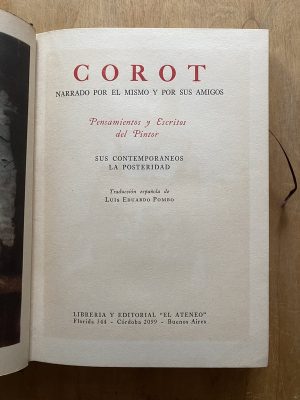 COROT
NARRADO POR EL MISMO Y POR SUS AMIGOS
Pensamientos y Escritos
del Pintor
SUS CONTEMPORANEOS
LA POSTERIDAD
Traducción española de
LUIS EDUARDO POMBO
LIBRERIA Y EDITORIAL "EL ATENEO"
Florida 344 - Córdoba 2099 - Buenos Aires